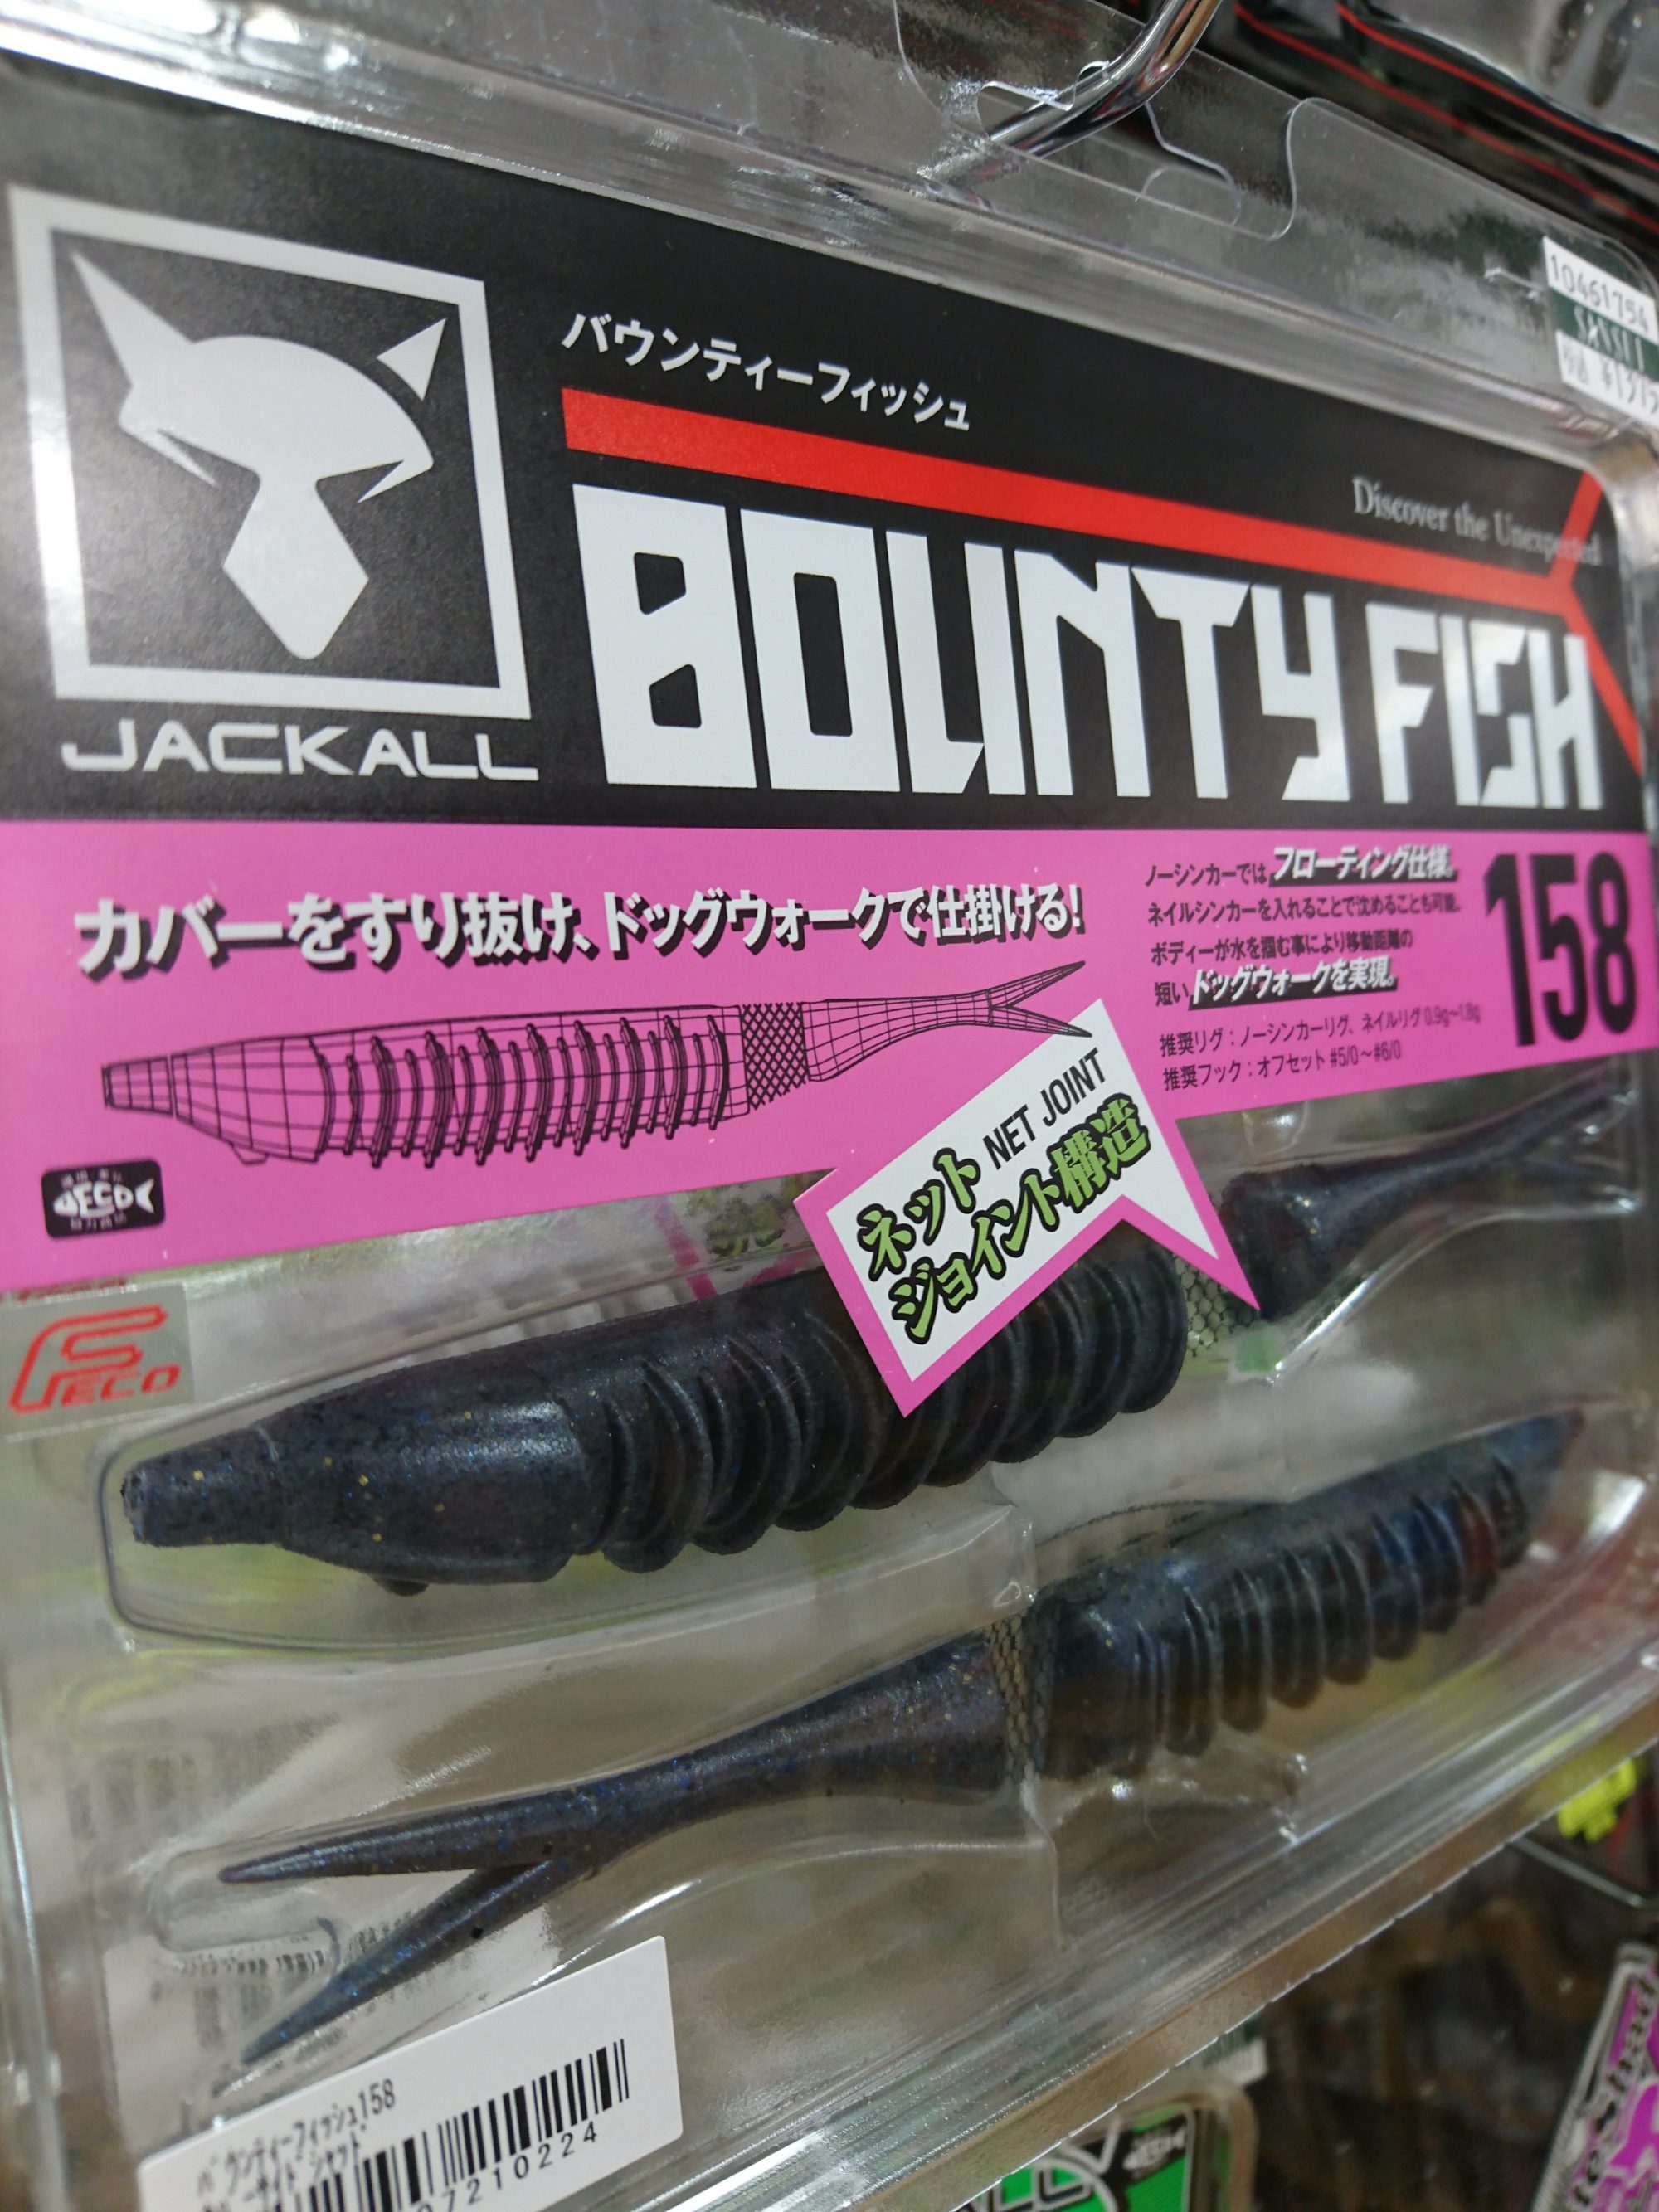 10461754
SANSUI
JACKALL
バウンティーフィッシュ
Discover the Unexpected
BOUNTY FISH
158
カバーをすり抜け、ドッグウォークで仕掛ける!
ノーシンカーではフローティング仕様。
ネイルシンカーを入れることで沈めることも可能。
ボディーが水を掴む事により移動距離の
短いドッグウォークを実現。
推奨リグ：ノーシンカーリグ、ネイルリグ 0.9g~1.8g
推奨フック：オフセット #5/0～#6/0
NET JOINT
ネット
ジョイント構造
FECO
バウンティーフィッシュ158
07210224